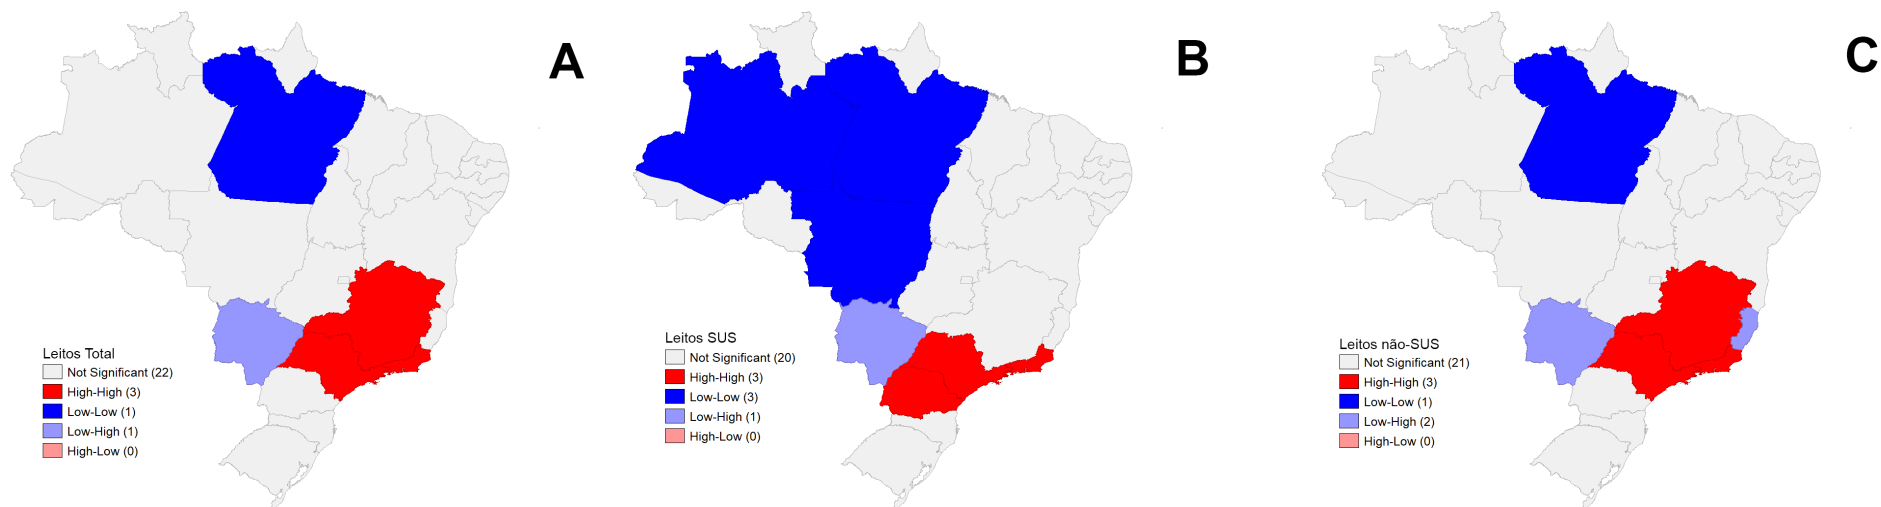 A
Leitos Total
Not Significant (22)
High-High (3)
Low-Low (1)
Low-High (1)
High-Low (0)
B
Leitos SUS
Not Significant (20)
High-High (3)
Low-Low (3)
Low-High (1)
High-Low (0)
C
Leitos não-SUS
Not Significant (21)
High-High (3)
Low-Low (1)
Low-High (2)
High-Low (0)